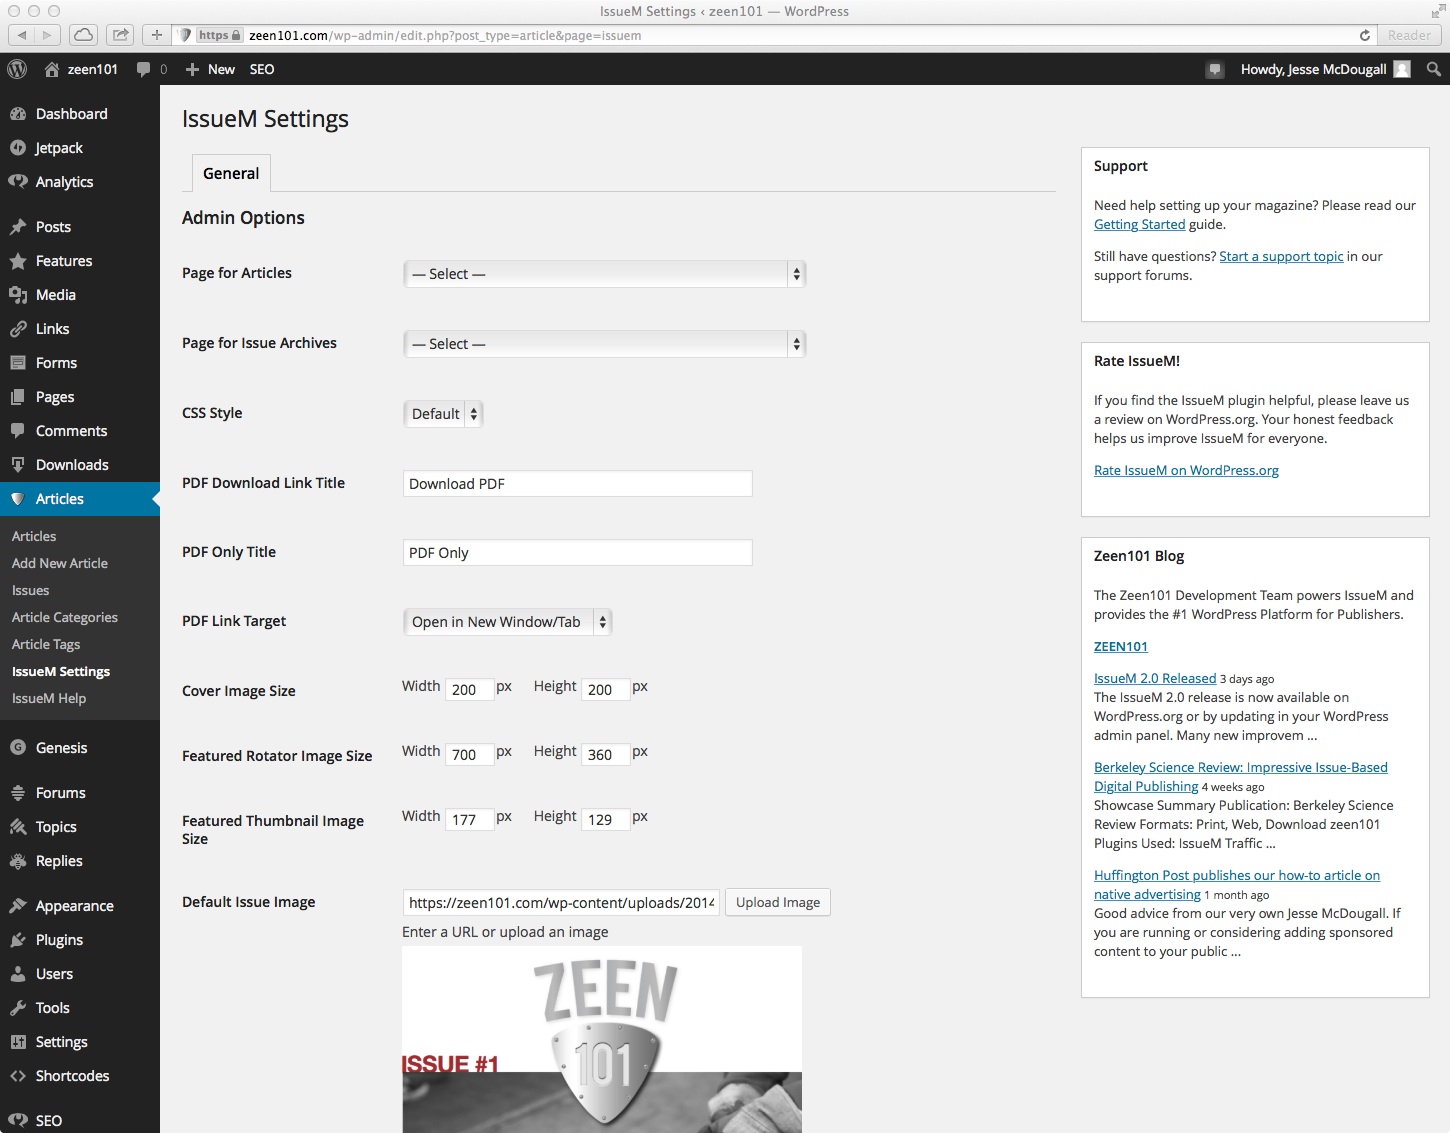 IssueM Settings ‹ zeen101 — WordPress
https zeen101.com/wp-admin/edit.php?post_type=article&page=issuem
Reader
zeen101 0 + New SEO
Howdy, Jesse McDougall
Dashboard
Jetpack
Analytics
Posts
Features
Media
Links
Forms
Pages
Comments
Downloads
Articles
Articles
Add New Article
Issues
Article Categories
Article Tags
IssueM Settings
IssueM Help
Genesis
Forums
Topics
Replies
Appearance
Plugins
Users
Tools
Settings
Shortcodes
SEO
IssueM Settings
General
Admin Options
Page for Articles
— Select —
Page for Issue Archives
— Select —
CSS Style
Default
PDF Download Link Title
Download PDF
PDF Only Title
PDF Only
PDF Link Target
Open in New Window/Tab
Cover Image Size
Width 200 px Height 200 px
Featured Rotator Image Size
Width 700 px Height 360 px
Featured Thumbnail Image
Size
Width 177 px Height 129 px
Default Issue Image
https://zeen101.com/wp-content/uploads/2014
Upload Image
Enter a URL or upload an image
ZEEN
101
ISSUE #1
Support
Need help setting up your magazine? Please read our
Getting Started guide.
Still have questions? Start a support topic in our
support forums.
Rate IssueM!
If you find the IssueM plugin helpful, please leave us
a review on WordPress.org. Your honest feedback
helps us improve IssueM for everyone.
Rate IssueM on WordPress.org
Zeen101 Blog
The Zeen101 Development Team powers IssueM and
provides the #1 WordPress Platform for Publishers.
ZEEN101
IssueM 2.0 Released 3 days ago
The IssueM 2.0 release is now available on
WordPress.org or by updating in your WordPress
admin panel. Many new improvem ...
Berkeley Science Review: Impressive Issue-Based
Digital Publishing 4 weeks ago
Showcase Summary Publication: Berkeley Science
Review Formats: Print, Web, Download zeen101
Plugins Used: IssueM Traffic ...
Huffington Post publishes our how-to article on
native advertising 1 month ago
Good advice from our very own Jesse McDougall. If
you are running or considering adding sponsored
content to your public ...